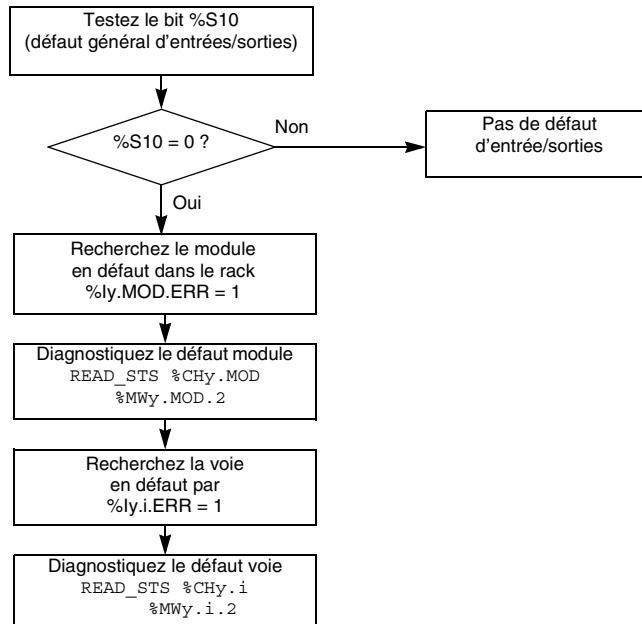 Testez le bit %S10
(défaut général d'entrées/sorties)
%S10 = 0 ?
Non
Pas de défaut
d'entrée/sorties
Oui
Recherchez le module
en défaut dans le rack
%Iy.MOD.ERR = 1
Diagnostiquez le défaut module
READ_STS %CHy.MOD
%MWy.MOD.2
Recherchez la voie
en défaut par
%Iy.i.ERR = 1
Diagnostiquez le défaut voie
READ_STS %CHy.i
%MWy.i.2